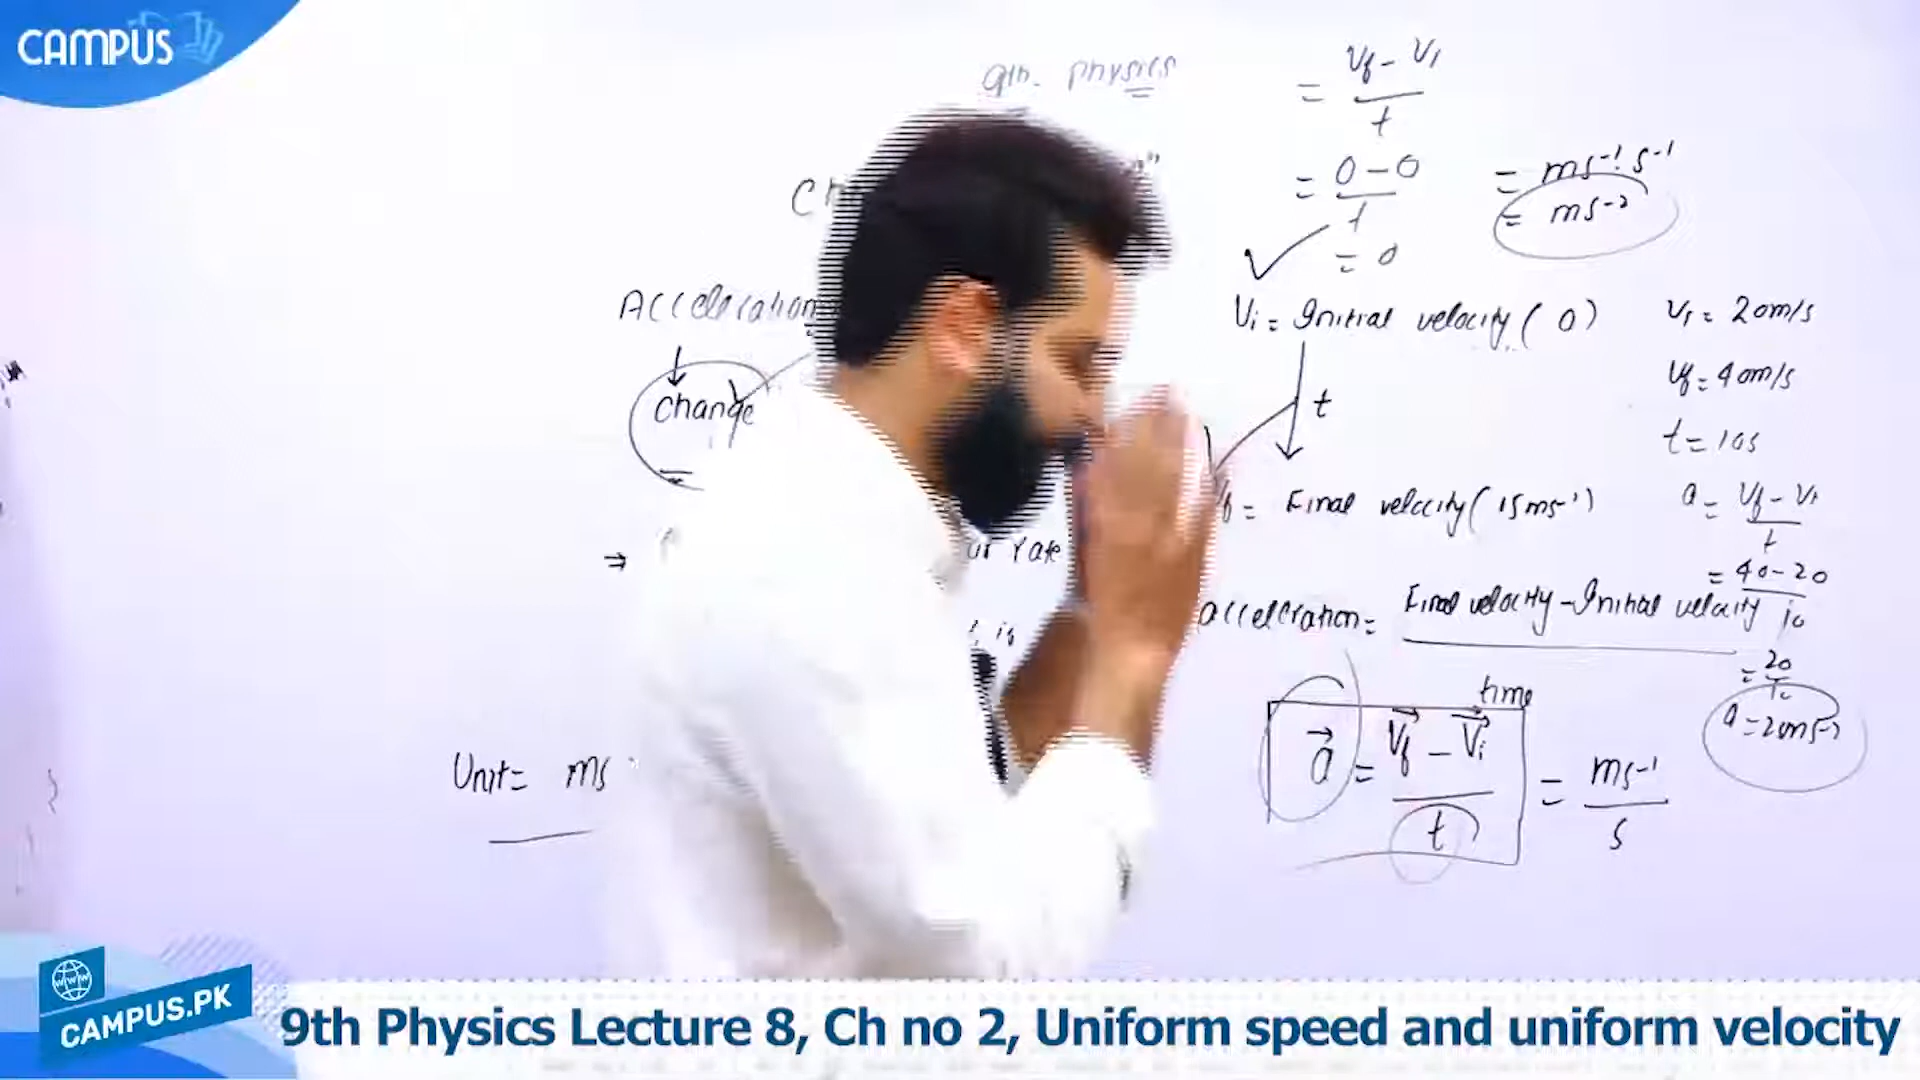 CAMPUS
9th. Physics
Acceleration
change
⇒
rate
Unit= ms
= Vf - Vi
t
= 0 - 0
t
= 0
= ms⁻¹. s⁻¹
= ms⁻²
Vi = Initial velocity ( 0 )
t
Vf = Final velocity ( 15ms⁻¹ )
acceleration = Final velocity - Initial velocity
time
a = Vf - Vi
t
= ms⁻¹
s
Vi = 20m/s
Vf = 40m/s
t = 10s
a = Vf - Vi
t
= 40 - 20
10
= 20
10
a = 2ms⁻²
www
CAMPUS.PK
9th Physics Lecture 8, Ch no 2, Uniform speed and uniform velocity